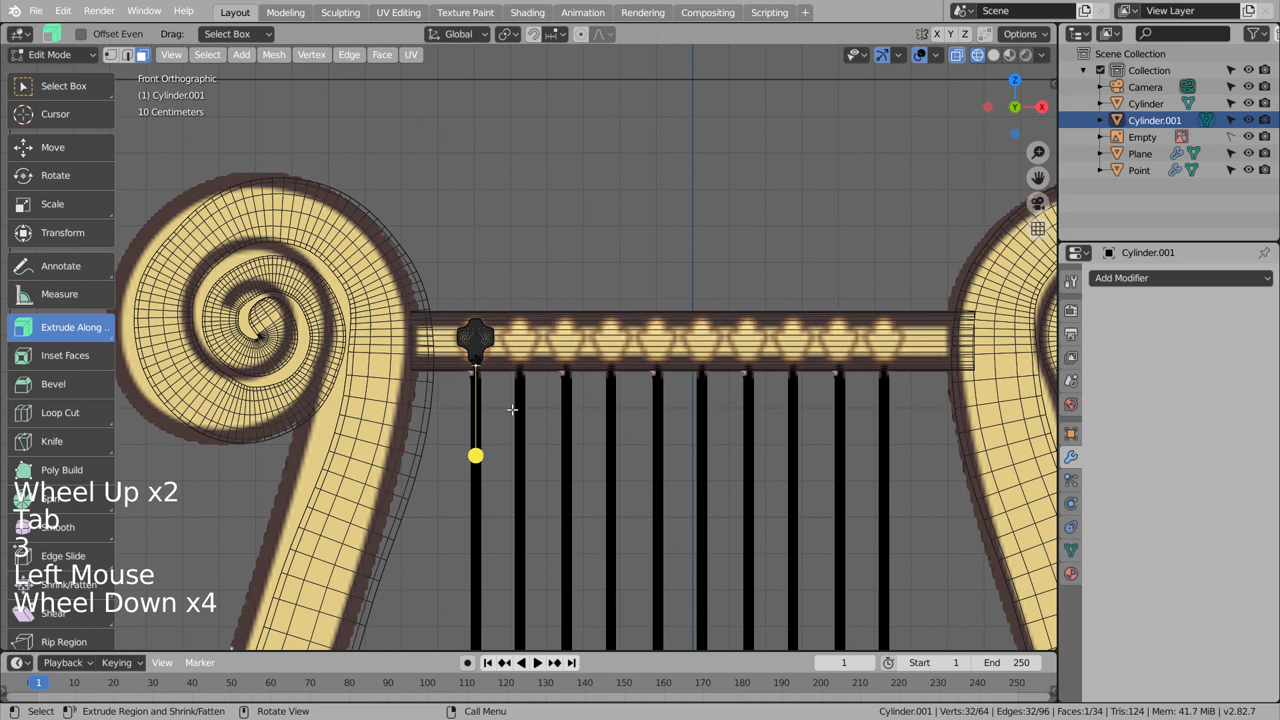 File Edit Render Window Help Layout Modeling Sculpting UV Editing Texture Paint Shading Animation Rendering Compositing Scripting + Scene View Layer
Offset Even Drag: Select Box Global X Y Z Options
Edit Mode View Select Add Mesh Vertex Edge Face UV
Front Orthographic
(1) Cylinder.001
10 Centimeters
Z
Y
X
Select Box
Cursor
Move
Rotate
Scale
Transform
Annotate
Measure
Extrude Along ..
Inset Faces
Bevel
Loop Cut
Knife
Poly Build
Smooth
Edge Slide
Shrink/Fatten
Shear
Rip Region
Wheel Up x2
Tab
3
Left Mouse
Wheel Down x4
Scene Collection
Collection
Camera
Cylinder
Cylinder.001
Empty
Plane
Point
Cylinder.001
Add Modifier
Playback Keying View Marker 1 Start 1 End 250
1 10 20 30 40 50 60 70 80 90 100 110 120 130 140 150 160 170 180 190 200 210 220 230 240 250
Select Extrude Region and Shrink/Fatten Rotate View Call Menu Cylinder.001 | Verts:32/64 | Edges:32/96 | Faces:1/34 | Tris:124 | Mem: 41.7 MiB | v2.82.7